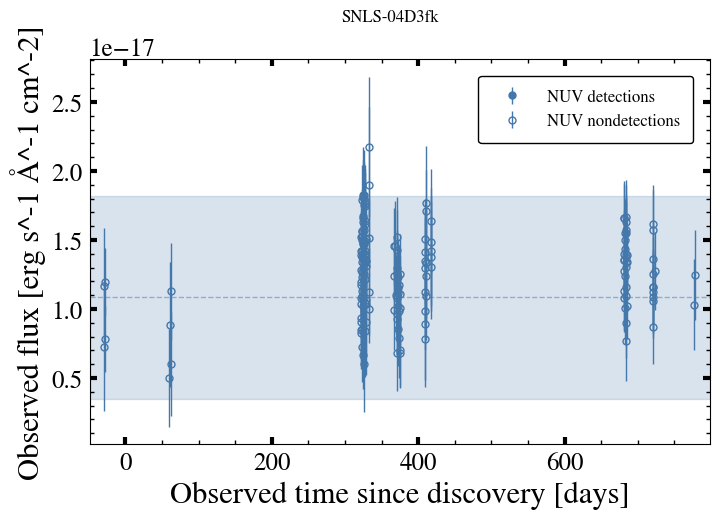 SNLS-04D3fk
1e−17
NUV detections
NUV nondetections
2.5
2.0
1.5
1.0
0.5
0
200
400
600
Observed time since discovery [days]
Observed flux [erg s^-1 Å^-1 cm^-2]